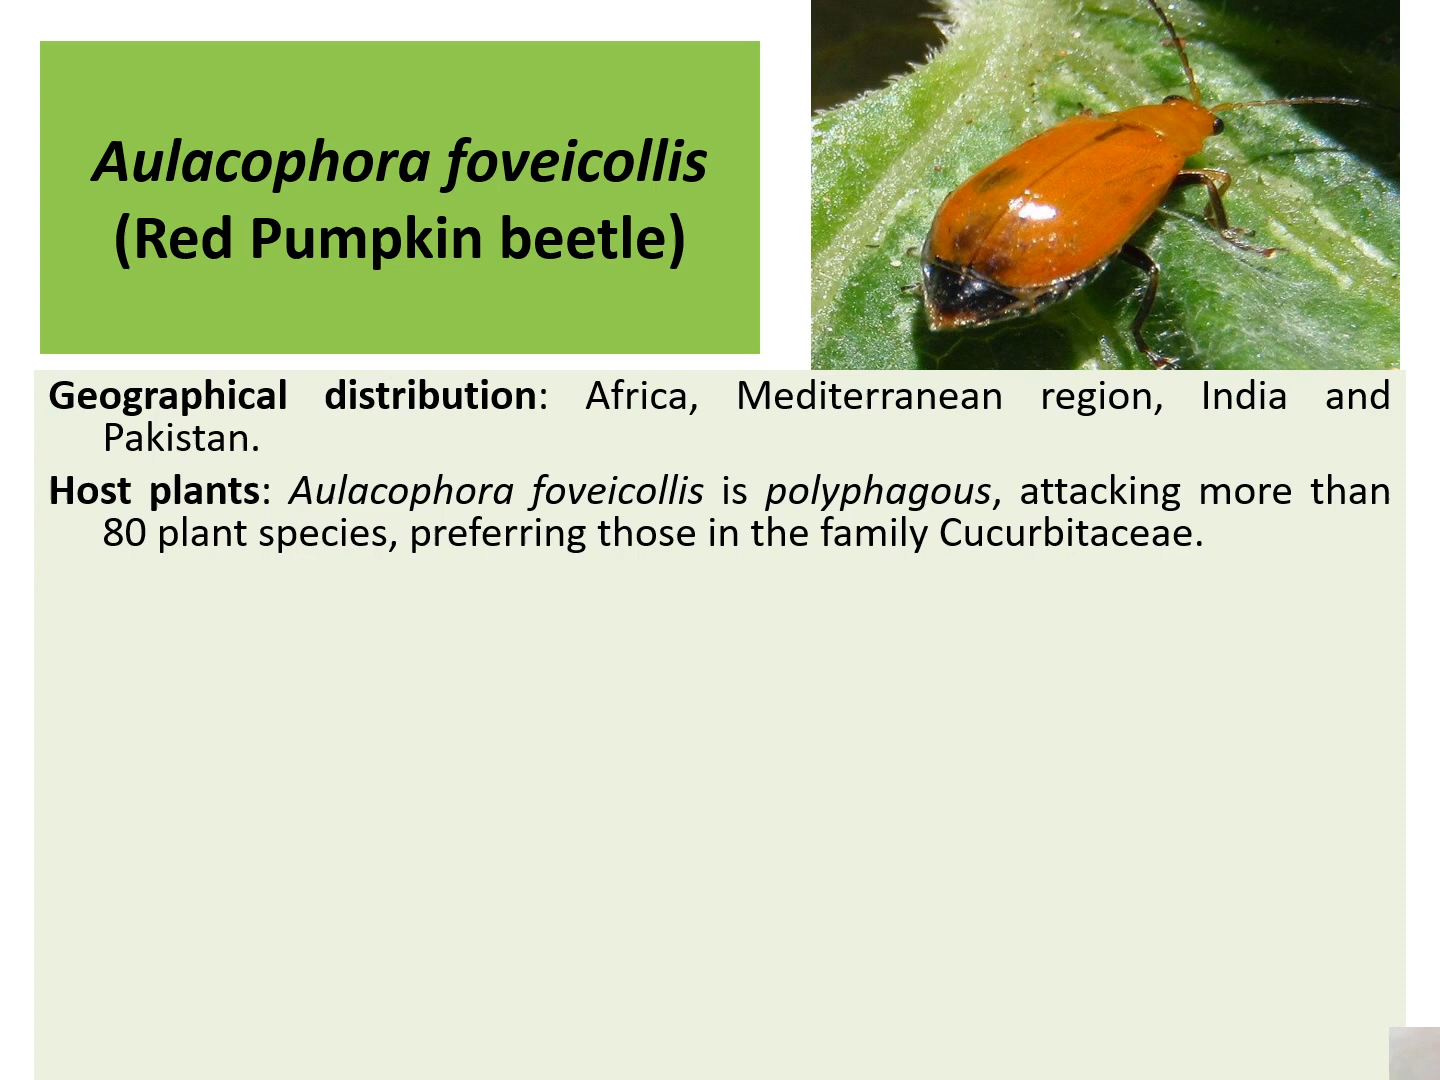 Aulacophora foveicollis
(Red Pumpkin beetle)
Geographical distribution: Africa, Mediterranean region, India and
Pakistan.
Host plants: Aulacophora foveicollis is polyphagous, attacking more than
80 plant species, preferring those in the family Cucurbitaceae.